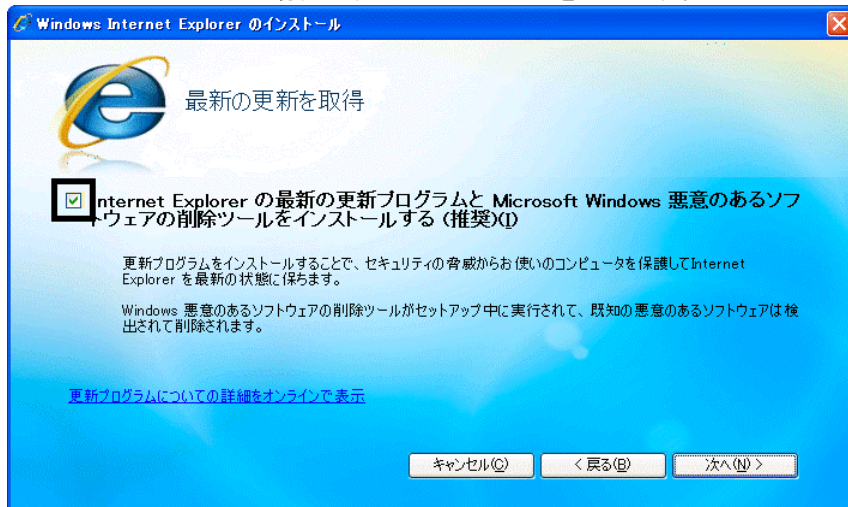 Windows Internet Explorer のインストール
最新の更新を取得
nternet Explorer の最新の更新プログラムと Microsoft Windows 悪意のあるソフ
トウェアの削除ツールをインストールする (推奨)(I)
更新プログラムをインストールすることで、セキュリティの脅威からお使いのコンピュータを保護してInternet
Explorer を最新の状態に保ちます。
Windows 悪意のあるソフトウェアの削除ツールがセットアップ中に実行されて、既知の悪意のあるソフトウェアは検
出されて削除されます。
更新プログラムについての詳細をオンラインで表示
キャンセル(C)
< 戻る(B)
次へ(N) >